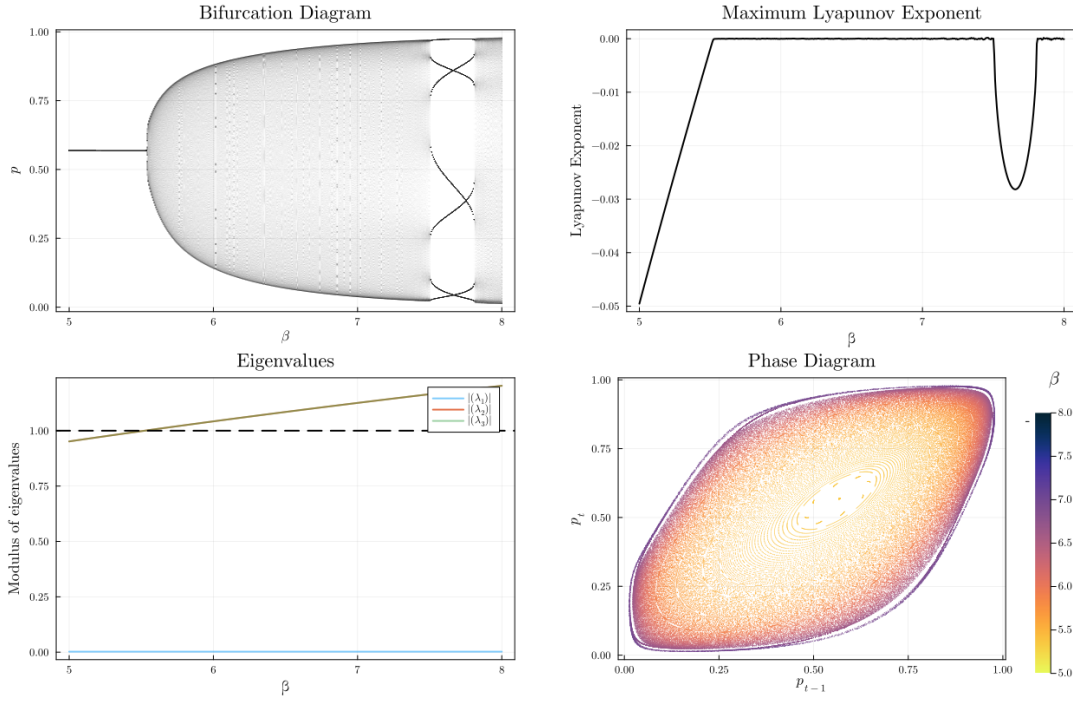 Bifurcation Diagram
1.00
0.75
0.50
0.25
0.00
p
5
6
7
8
β
Maximum Lyapunov Exponent
0.00
−0.01
−0.02
−0.03
−0.04
−0.05
Lyapunov Exponent
5
6
7
8
β
Eigenvalues
1.00
0.75
0.50
0.25
0.00
Modulus of eigenvalues
|(λ₁)|
|(λ₂)|
|(λ₃)|
5
6
7
8
β
Phase Diagram
1.00
0.75
0.50
0.25
0.00
pₜ
0.00
0.25
0.50
0.75
1.00
pₜ₋₁
β
8.0
7.5
7.0
6.5
6.0
5.5
5.0